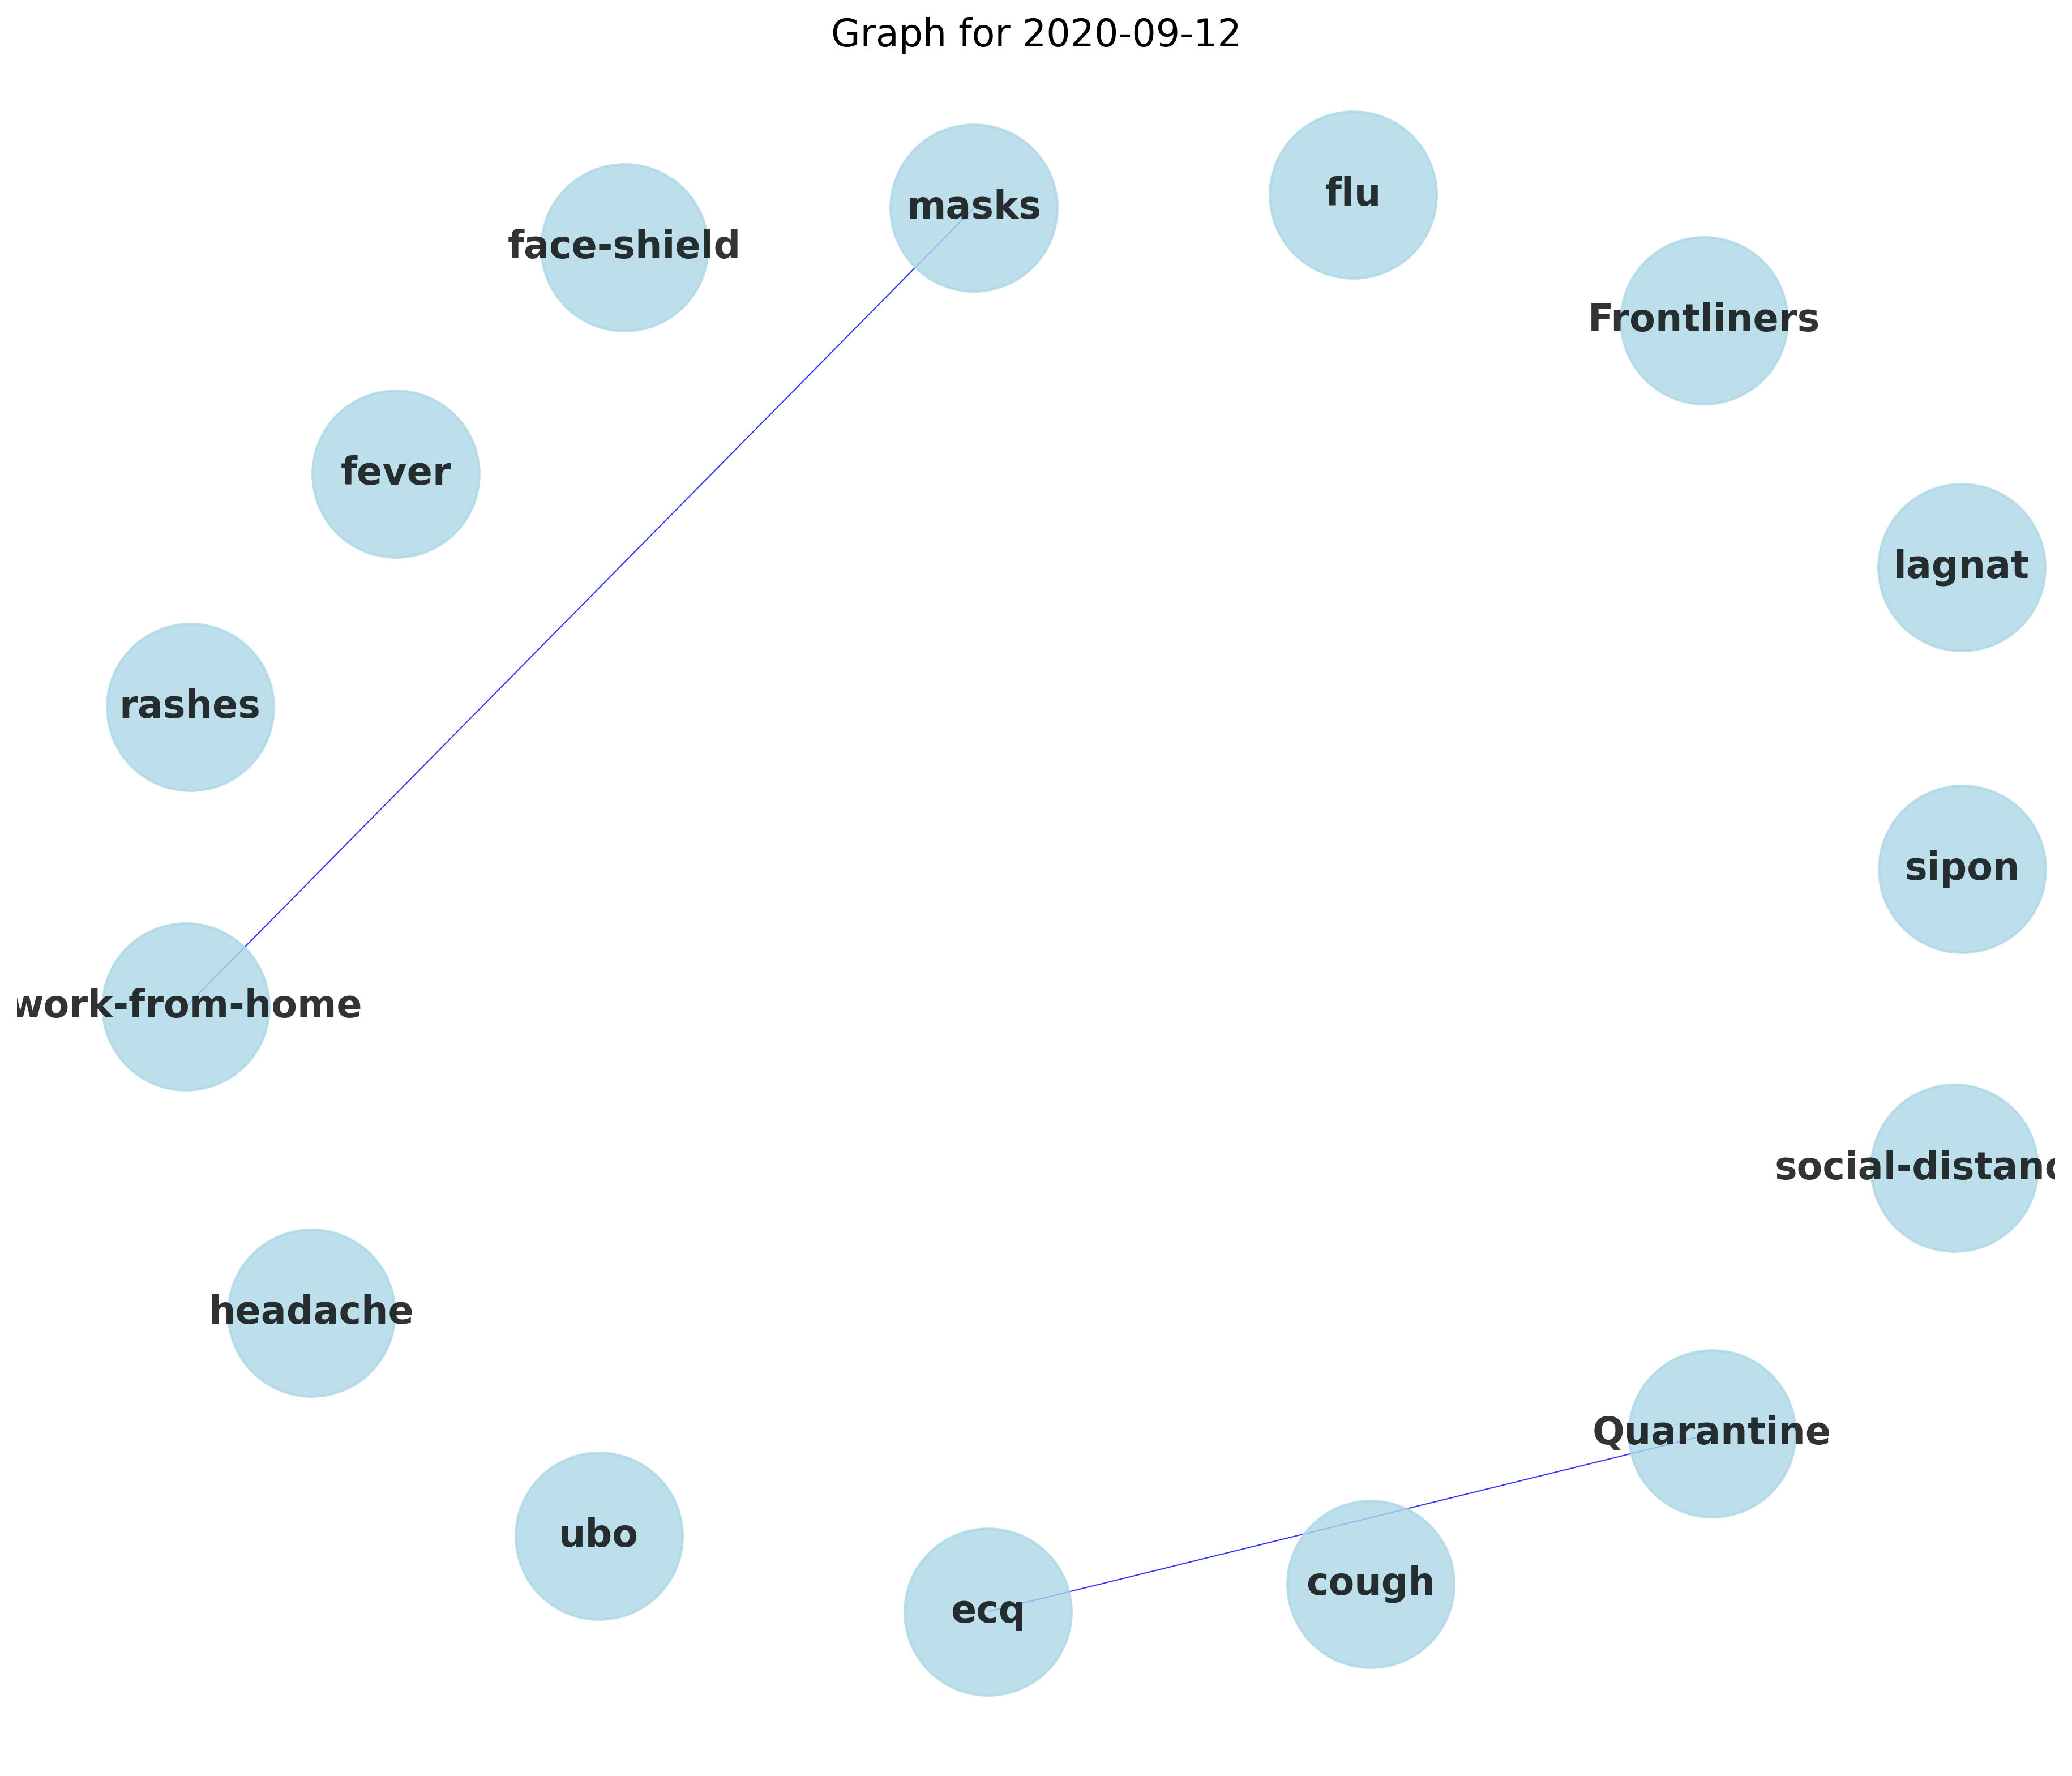 Graph for 2020-09-12
masks
flu
face-shield
Frontliners
fever
lagnat
rashes
sipon
work-from-home
social-distanc
headache
Quarantine
ubo
cough
ecq